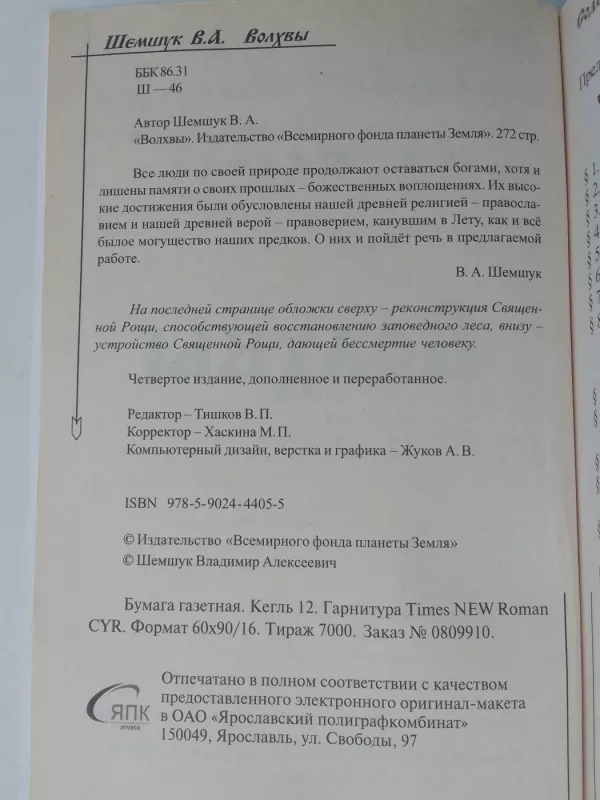 Шемшук В.А. Волхвы
ББК 86.31
Ш — 46
Автор Шемшук В. А.
«Волхвы». Издательство «Всемирного фонда планеты Земля». 272 стр.
Все люди по своей природе продолжают оставаться богами, хотя и
лишены памяти о своих прошлых – божественных воплощениях. Их высо-
кие достижения были обусловлены нашей древней религией – правосла-
вием и нашей древней верой – правоверием, канувшим в Лету, как и всё
былое могущество наших предков. О них и пойдёт речь в предлагаемой
работе.
В. А. Шемшук
На последней странице обложки сверху – реконструкция Священ-
ной Рощи, способствующей восстановлению заповедного леса, внизу –
устройство Священной Рощи, дающей бессмертие человеку.
Четвертое издание, дополненное и переработанное.
Редактор – Тишков В. П.
Корректор – Хаскина М. П.
Компьютерный дизайн, верстка и графика – Жуков А. В.
ISBN 978-5-9024-4405-5
© Издательство «Всемирного фонда планеты Земля»
© Шемшук Владимир Алексеевич
Бумага газетная. Кегль 12. Гарнитура Times NEW Roman
CYR. Формат 60x90/16. Тираж 7000. Заказ № 0809910.
ЯПК
arvato
Отпечатано в полном соответствии с качеством
предоставленного электронного оригинал-макета
в ОАО «Ярославский полиграфкомбинат»
150049, Ярославль, ул. Свободы, 97